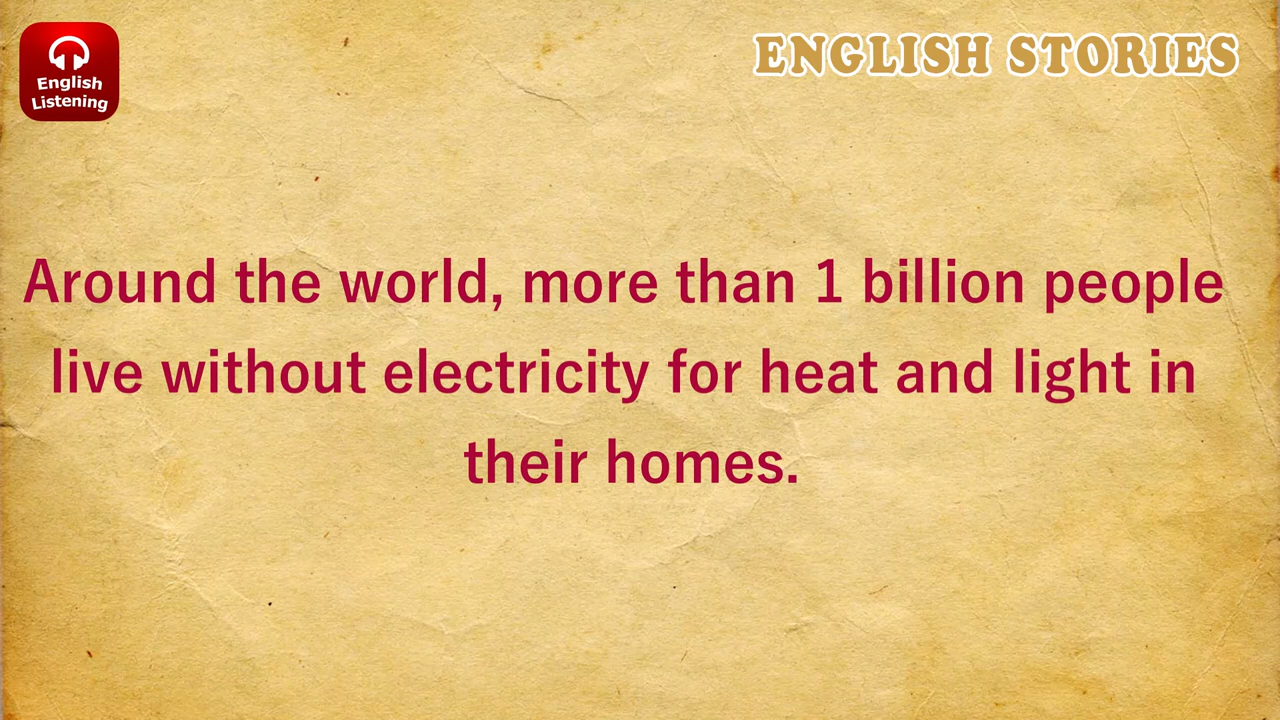 English
Listening
ENGLISH STORIES
Around the world, more than 1 billion people
live without electricity for heat and light in
their homes.